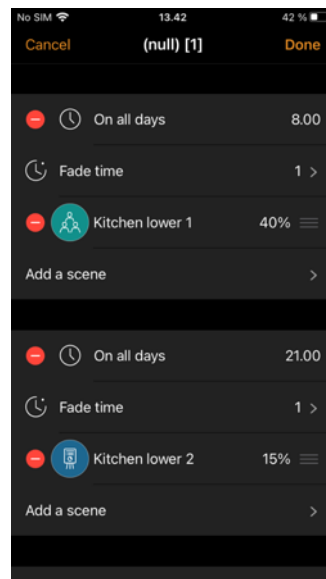 No SIM 13.42 42 %
Cancel (null) [1] Done
On all days 8.00
Fade time 1 >
Kitchen lower 1 40%
Add a scene >
On all days 21.00
Fade time 1 >
Kitchen lower 2 15%
Add a scene >